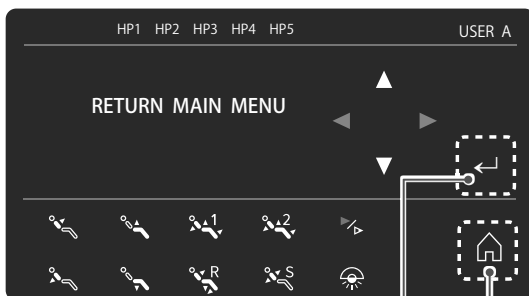 HP1 HP2 HP3 HP4 HP5 USER A
RETURN MAIN MENU
1 2
R S